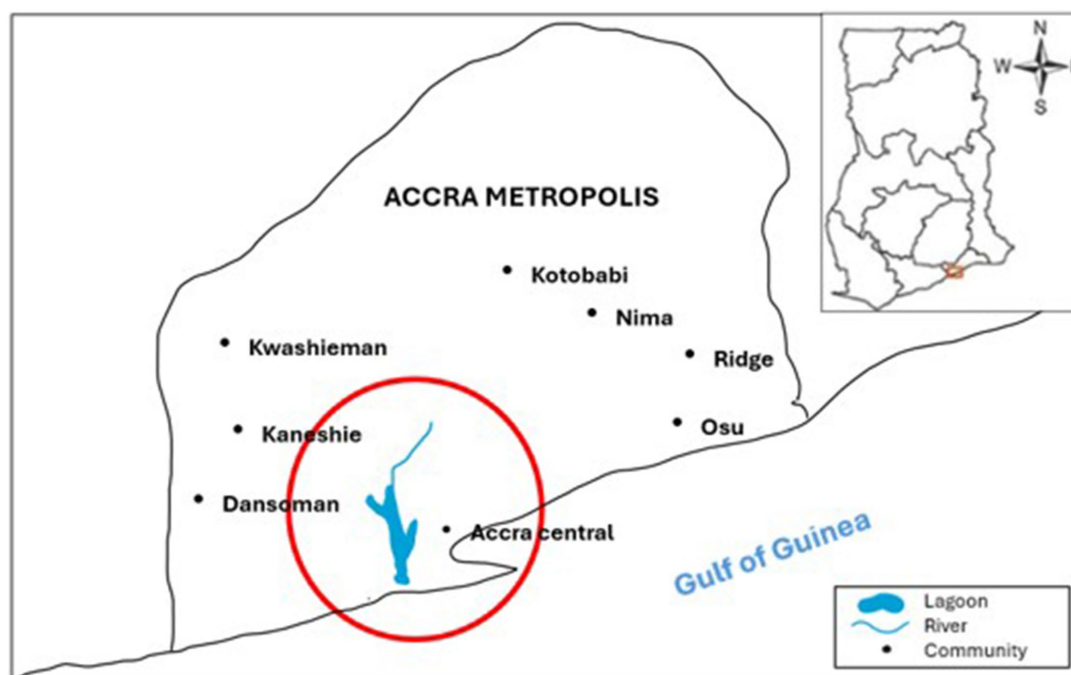 N
W
S
ACCRA METROPOLIS
Kotobabi
Nima
Kwashieman
Ridge
Kaneshie
Osu
Dansoman
Accra central
Gulf of Guinea
Lagoon
River
Community